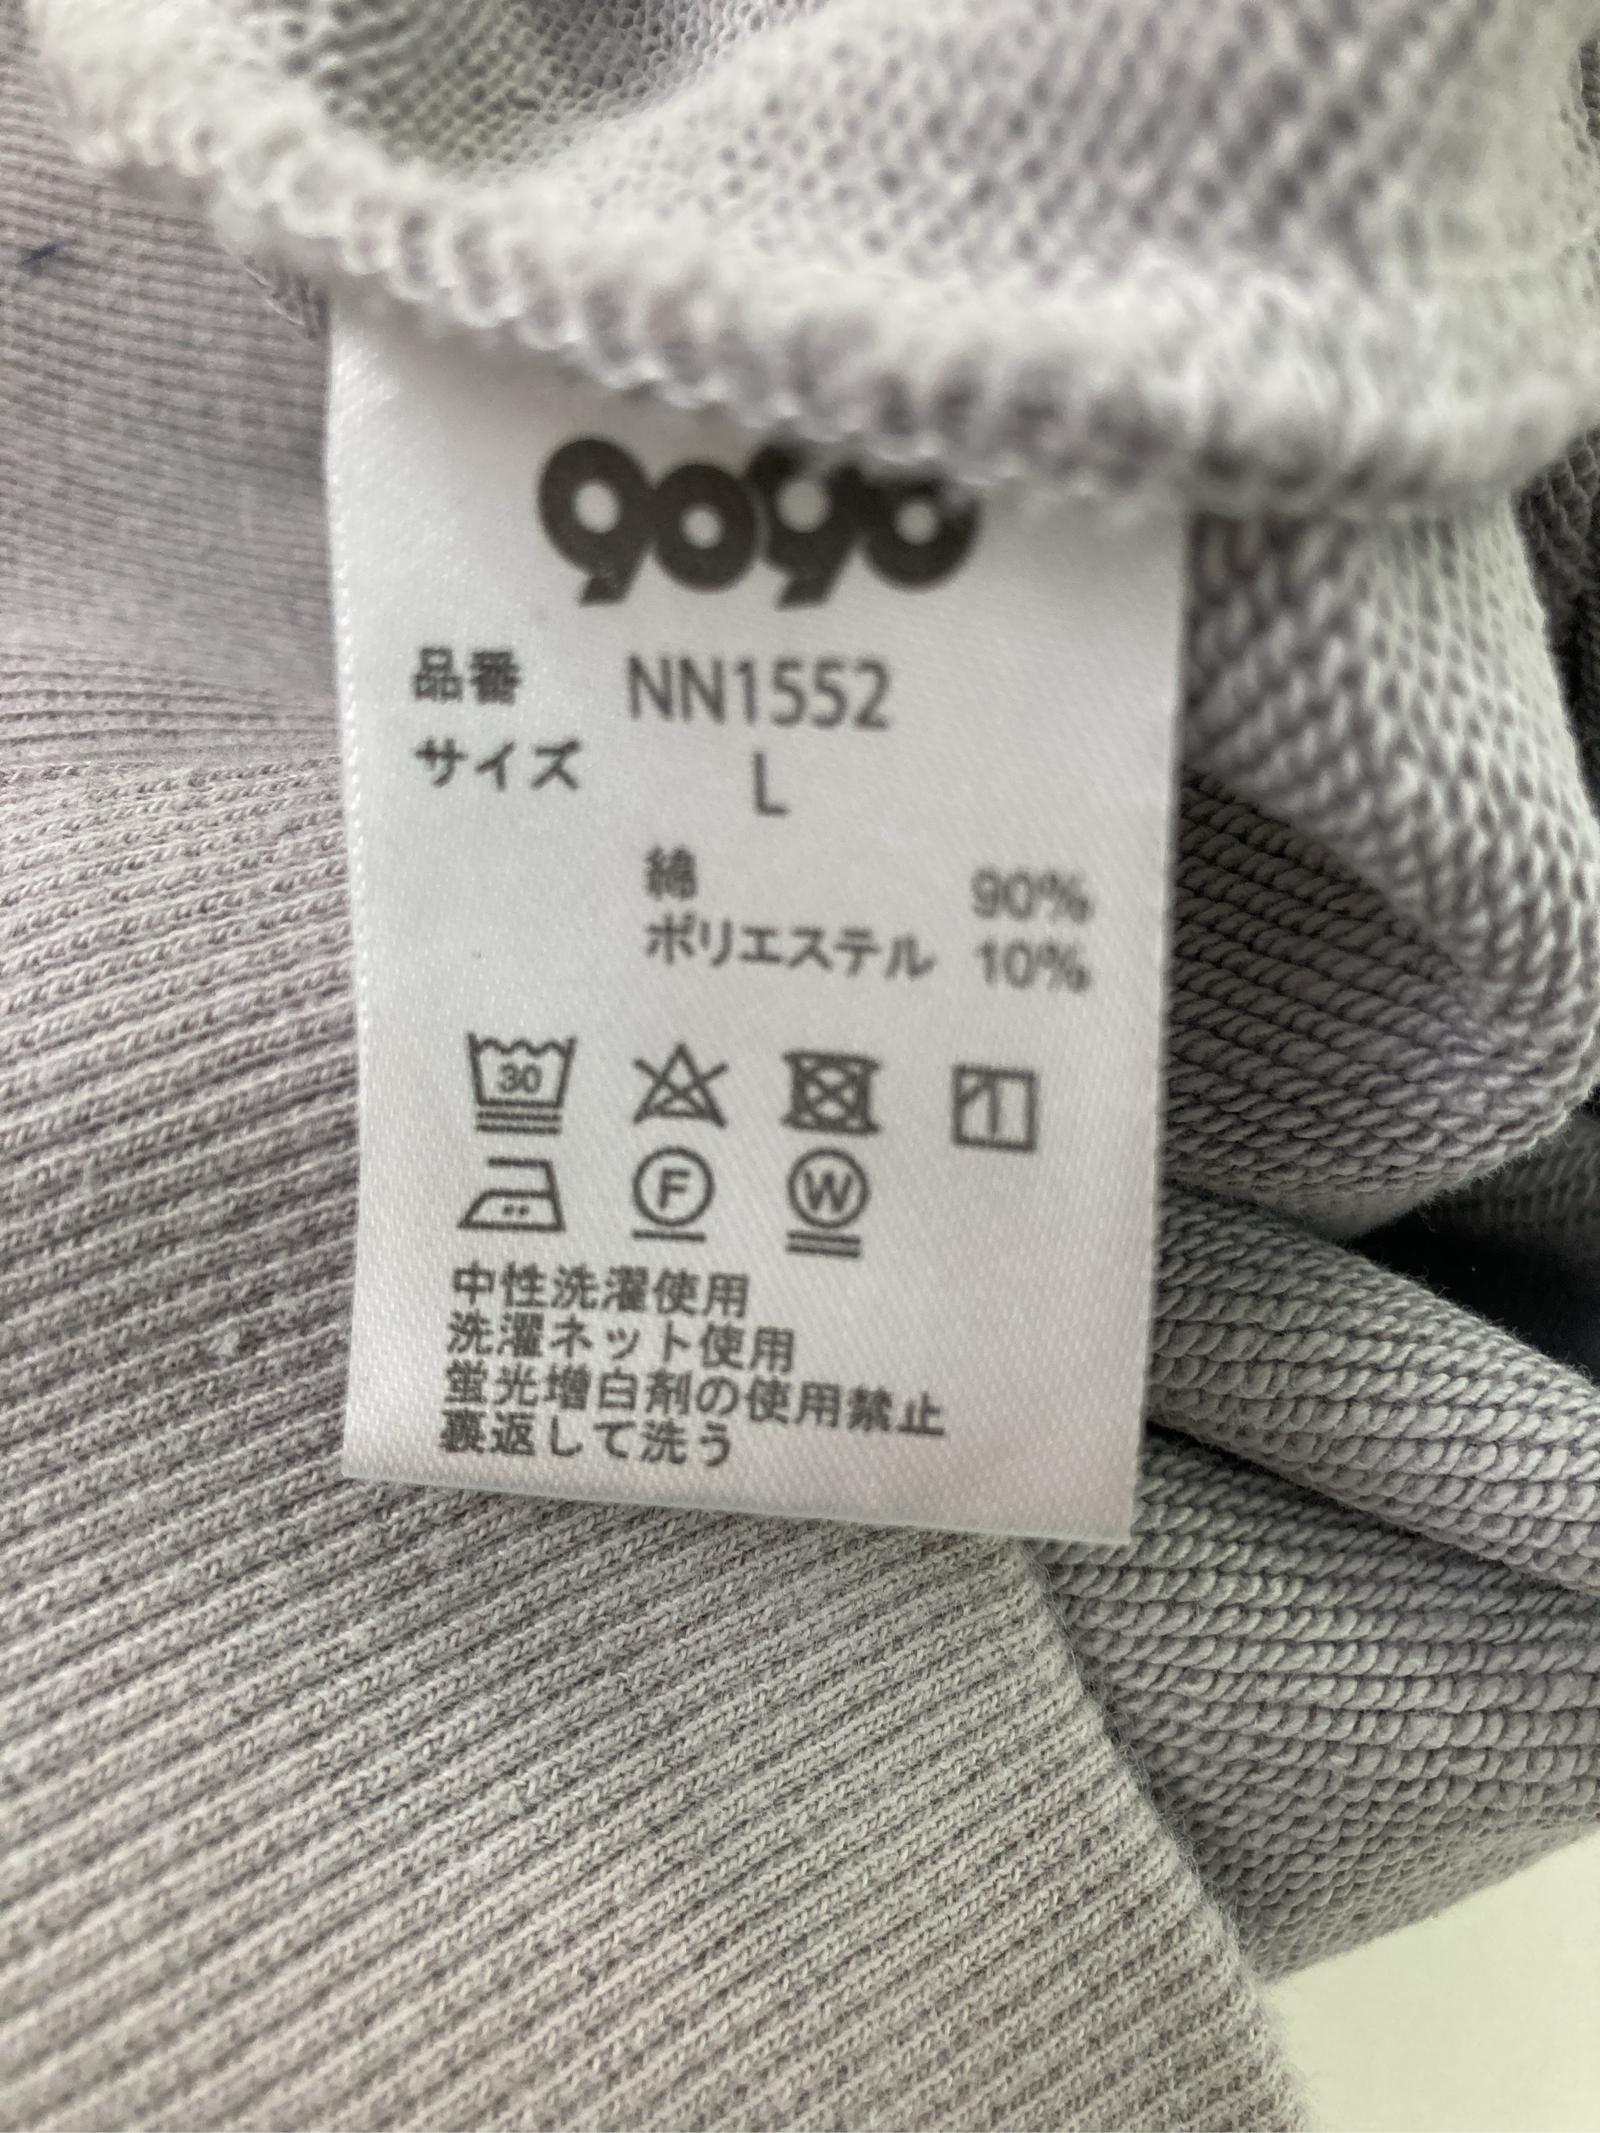 9090
品番 NN1552
サイズ L
綿 90%
ポリエステル 10%
30
F W
中性洗濯使用
洗濯ネット使用
蛍光増白剤の使用禁止
裏返して洗う